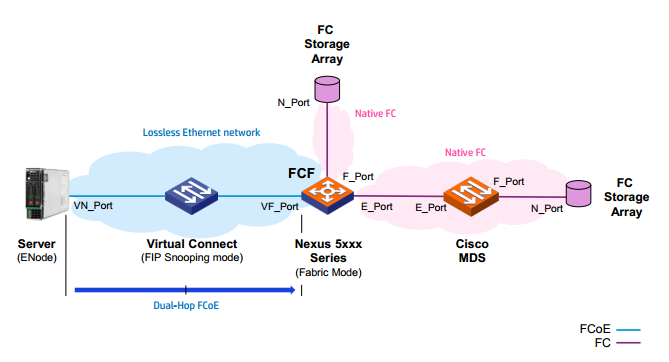 FC
Storage
Array
N_Port
Native FC
Lossless Ethernet network
Native FC
FCF
F_Port
F_Port
FC
Storage
Array
VN_Port
VF_Port
E_Port
E_Port
N_Port
Server
(ENode)
Virtual Connect
(FIP Snooping mode)
Nexus 5xxx
Series
(Fabric Mode)
Cisco
MDS
Dual-Hop FCoE
FCoE
FC